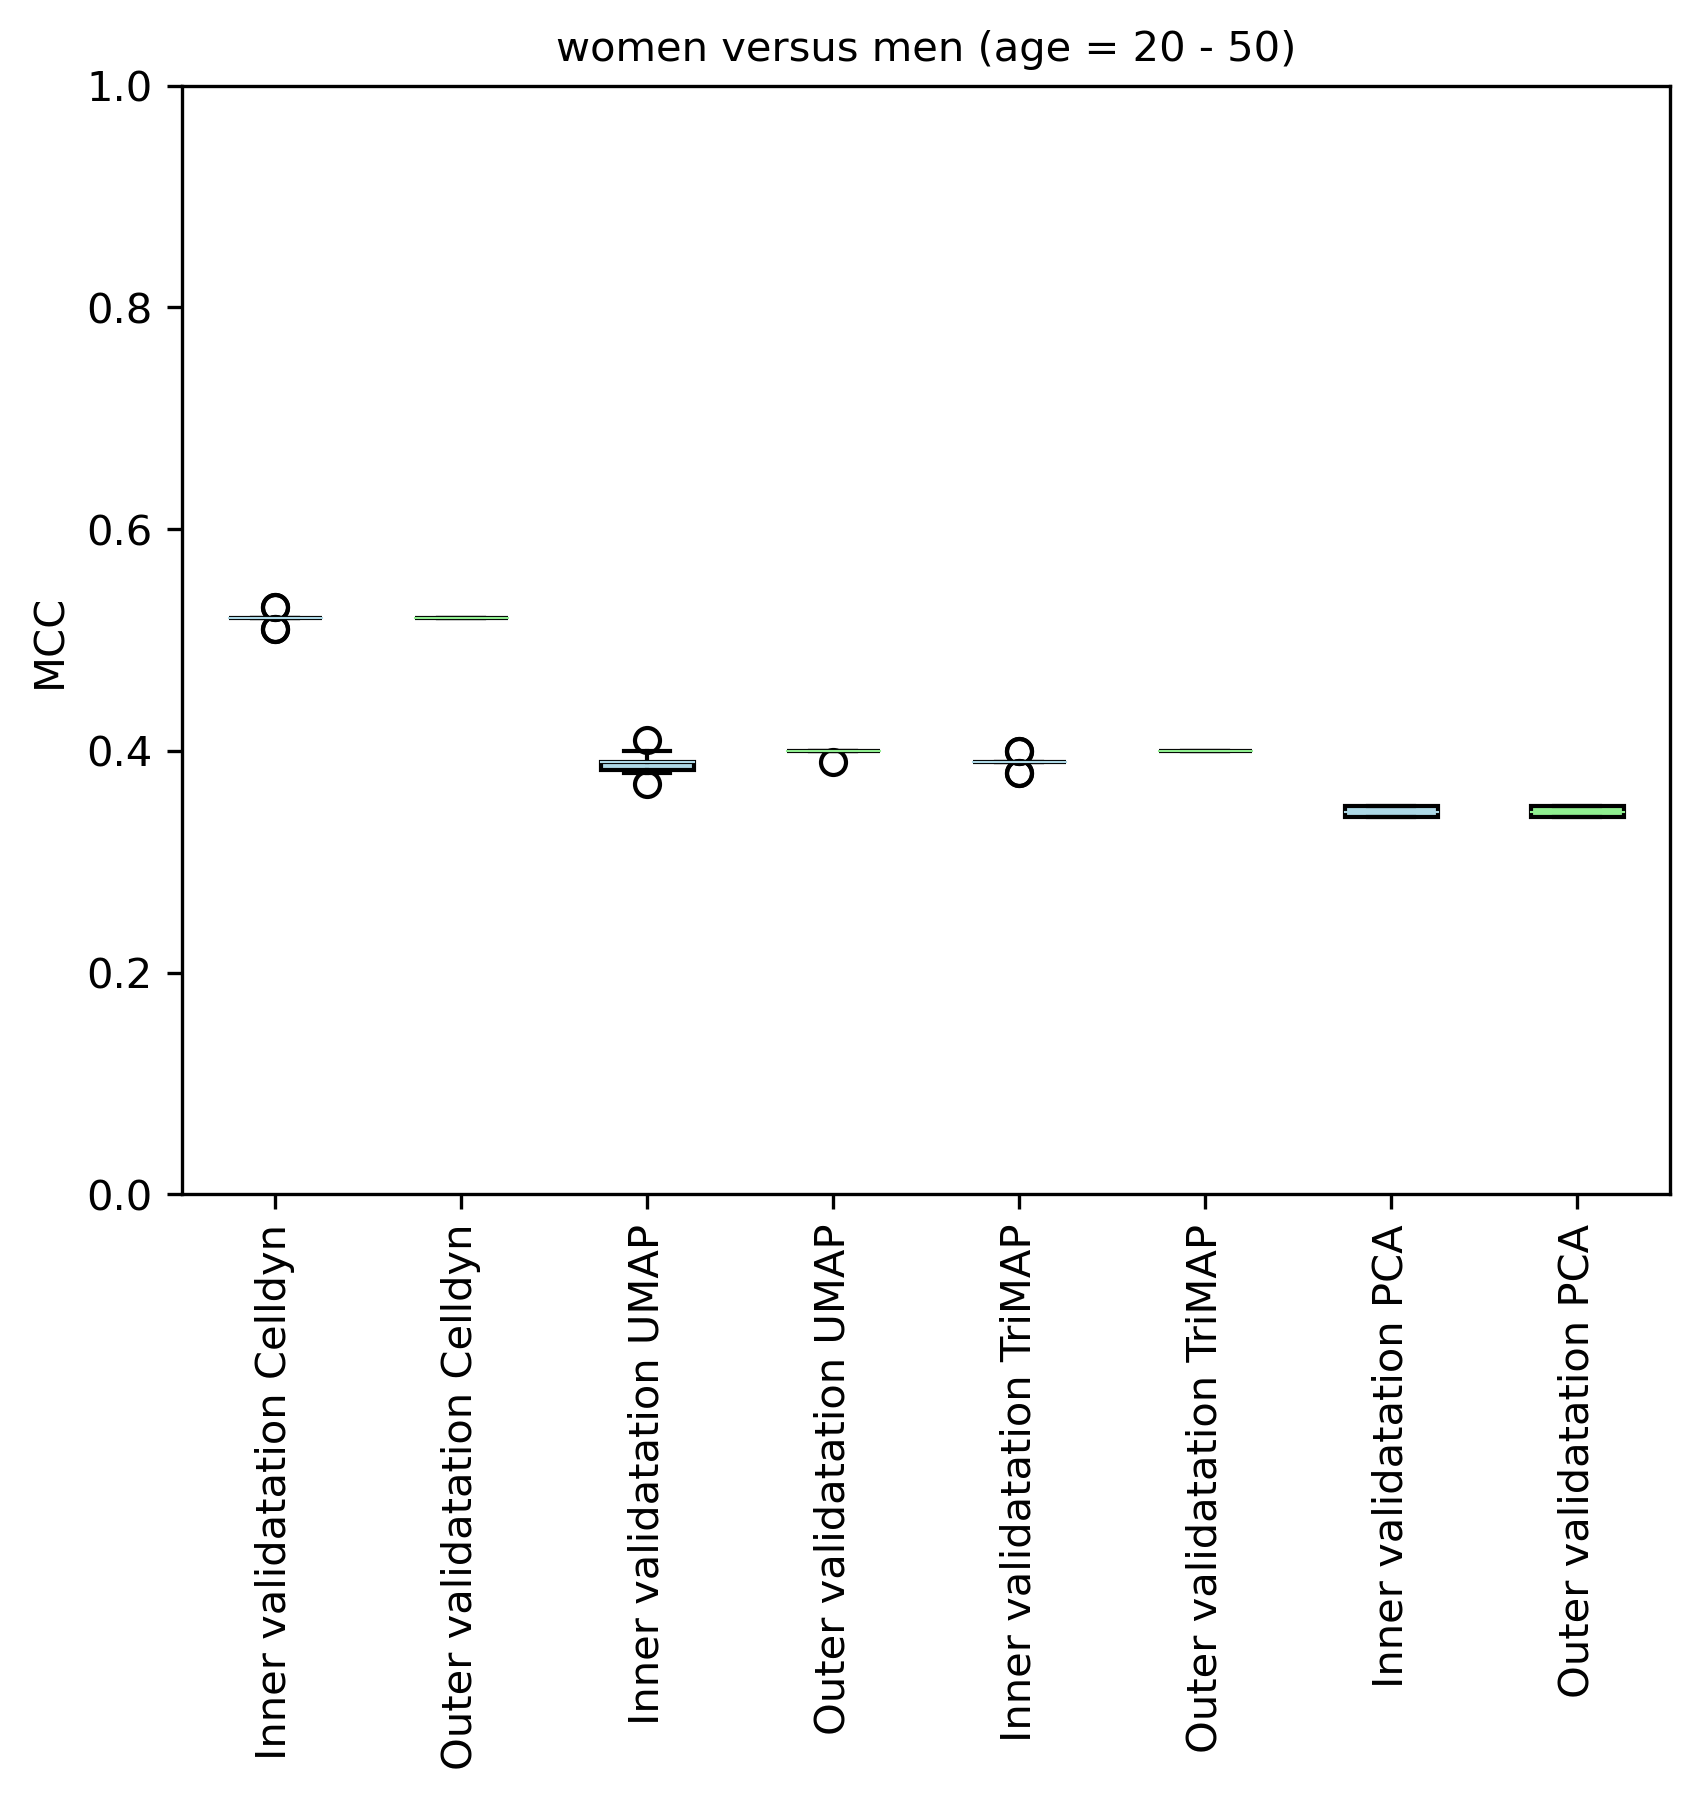 women versus men (age = 20 - 50)
1.0
0.8
0.6
0.4
0.2
0.0
MCC
Inner validatation Celldyn
Outer validatation Celldyn
Inner validatation UMAP
Outer validatation UMAP
Inner validatation TriMAP
Outer validatation TriMAP
Inner validatation PCA
Outer validatation PCA